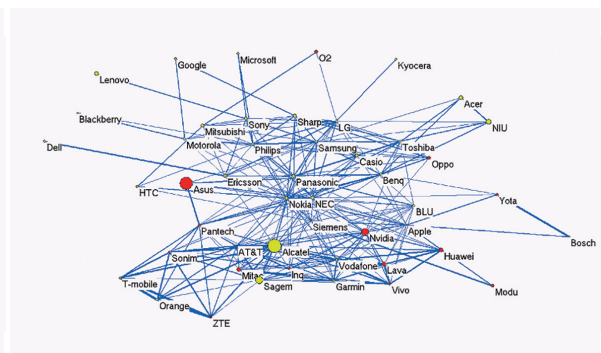 O2
Google
Microsoft
Kyocera
Lenovo
Acer
Blackberry
Sony
Sharp
LG
NIU
Mitsubishi
Motorola
Philips
Samsung
Toshiba
Dell
Casio
Oppo
HTC
Asus
Ericsson
Panasonic
Benq
Nokia
NEC
Yota
BLU
Pantech
Siemens
Nvidia
Apple
Bosch
Sonim
AT&T
Alcatel
Huawei
T-mobile
Mitac
Inq
Vodafone
Lava
Sagem
Garmin
Vivo
Modu
Orange
ZTE